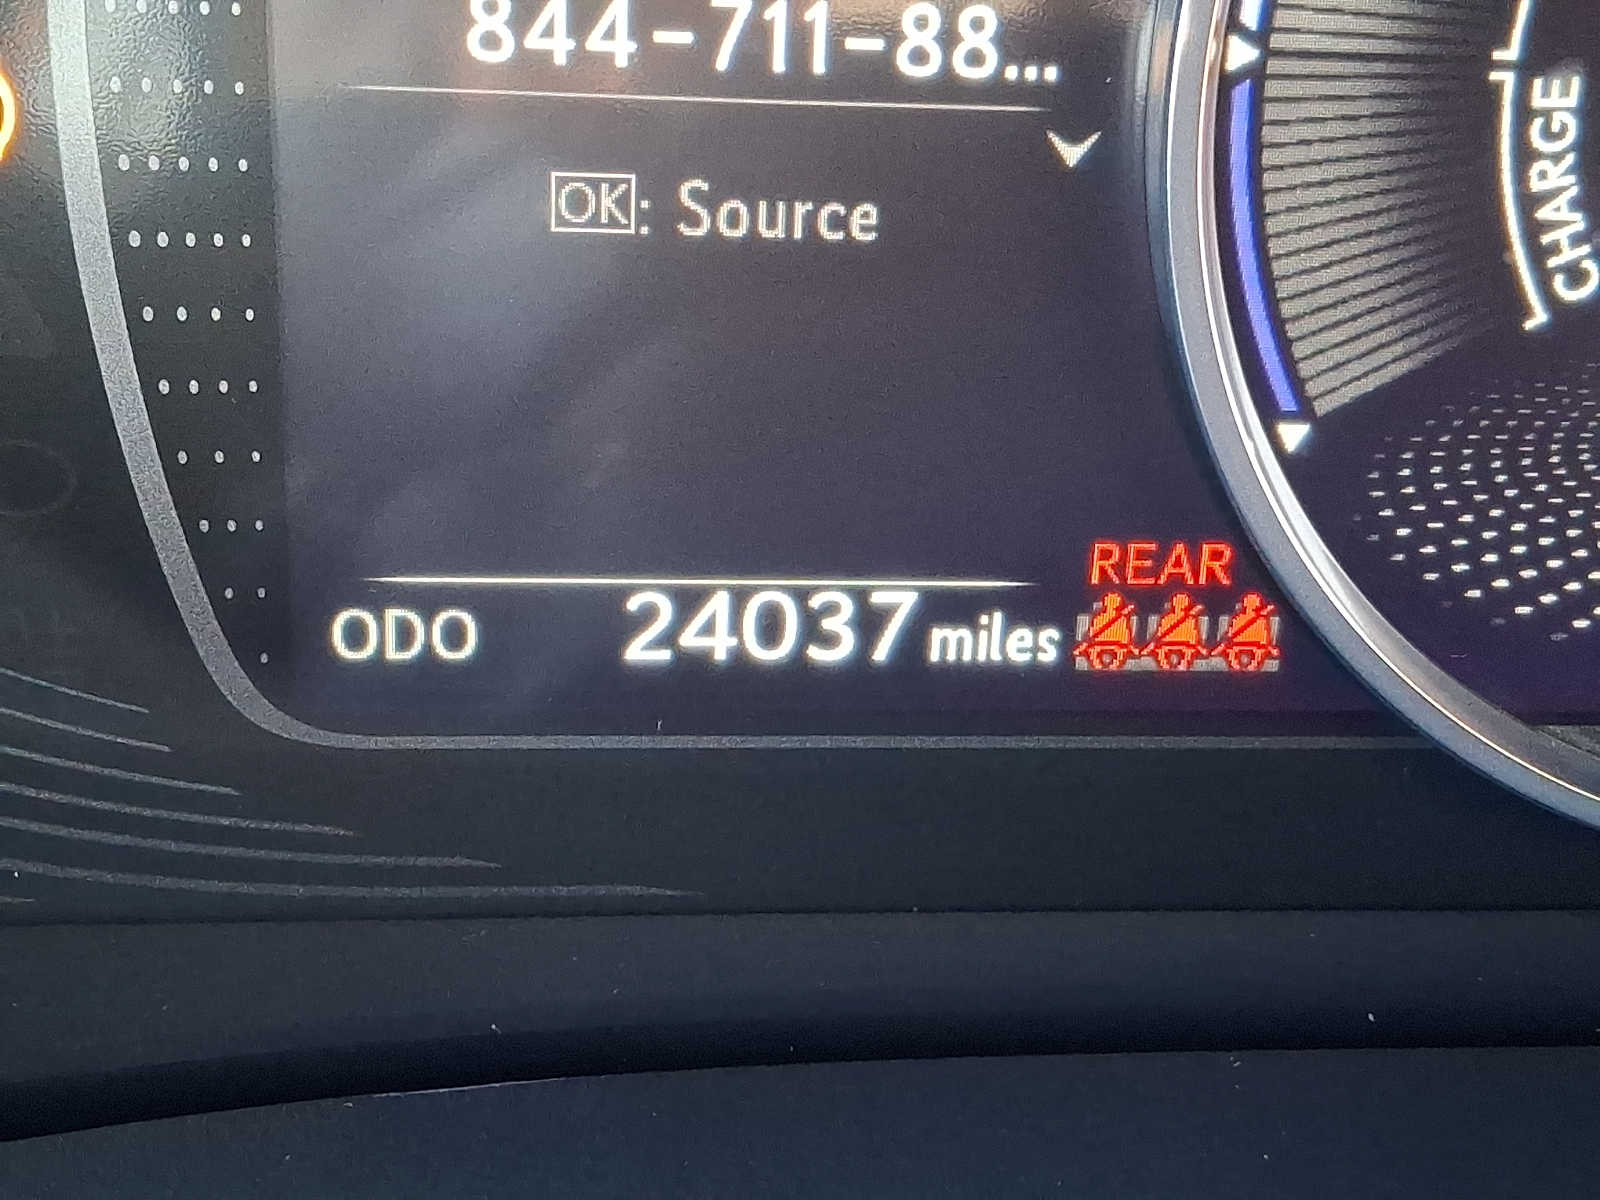 844-711-88...
OK: Source
CHARGE
REAR
ODO 24037 miles